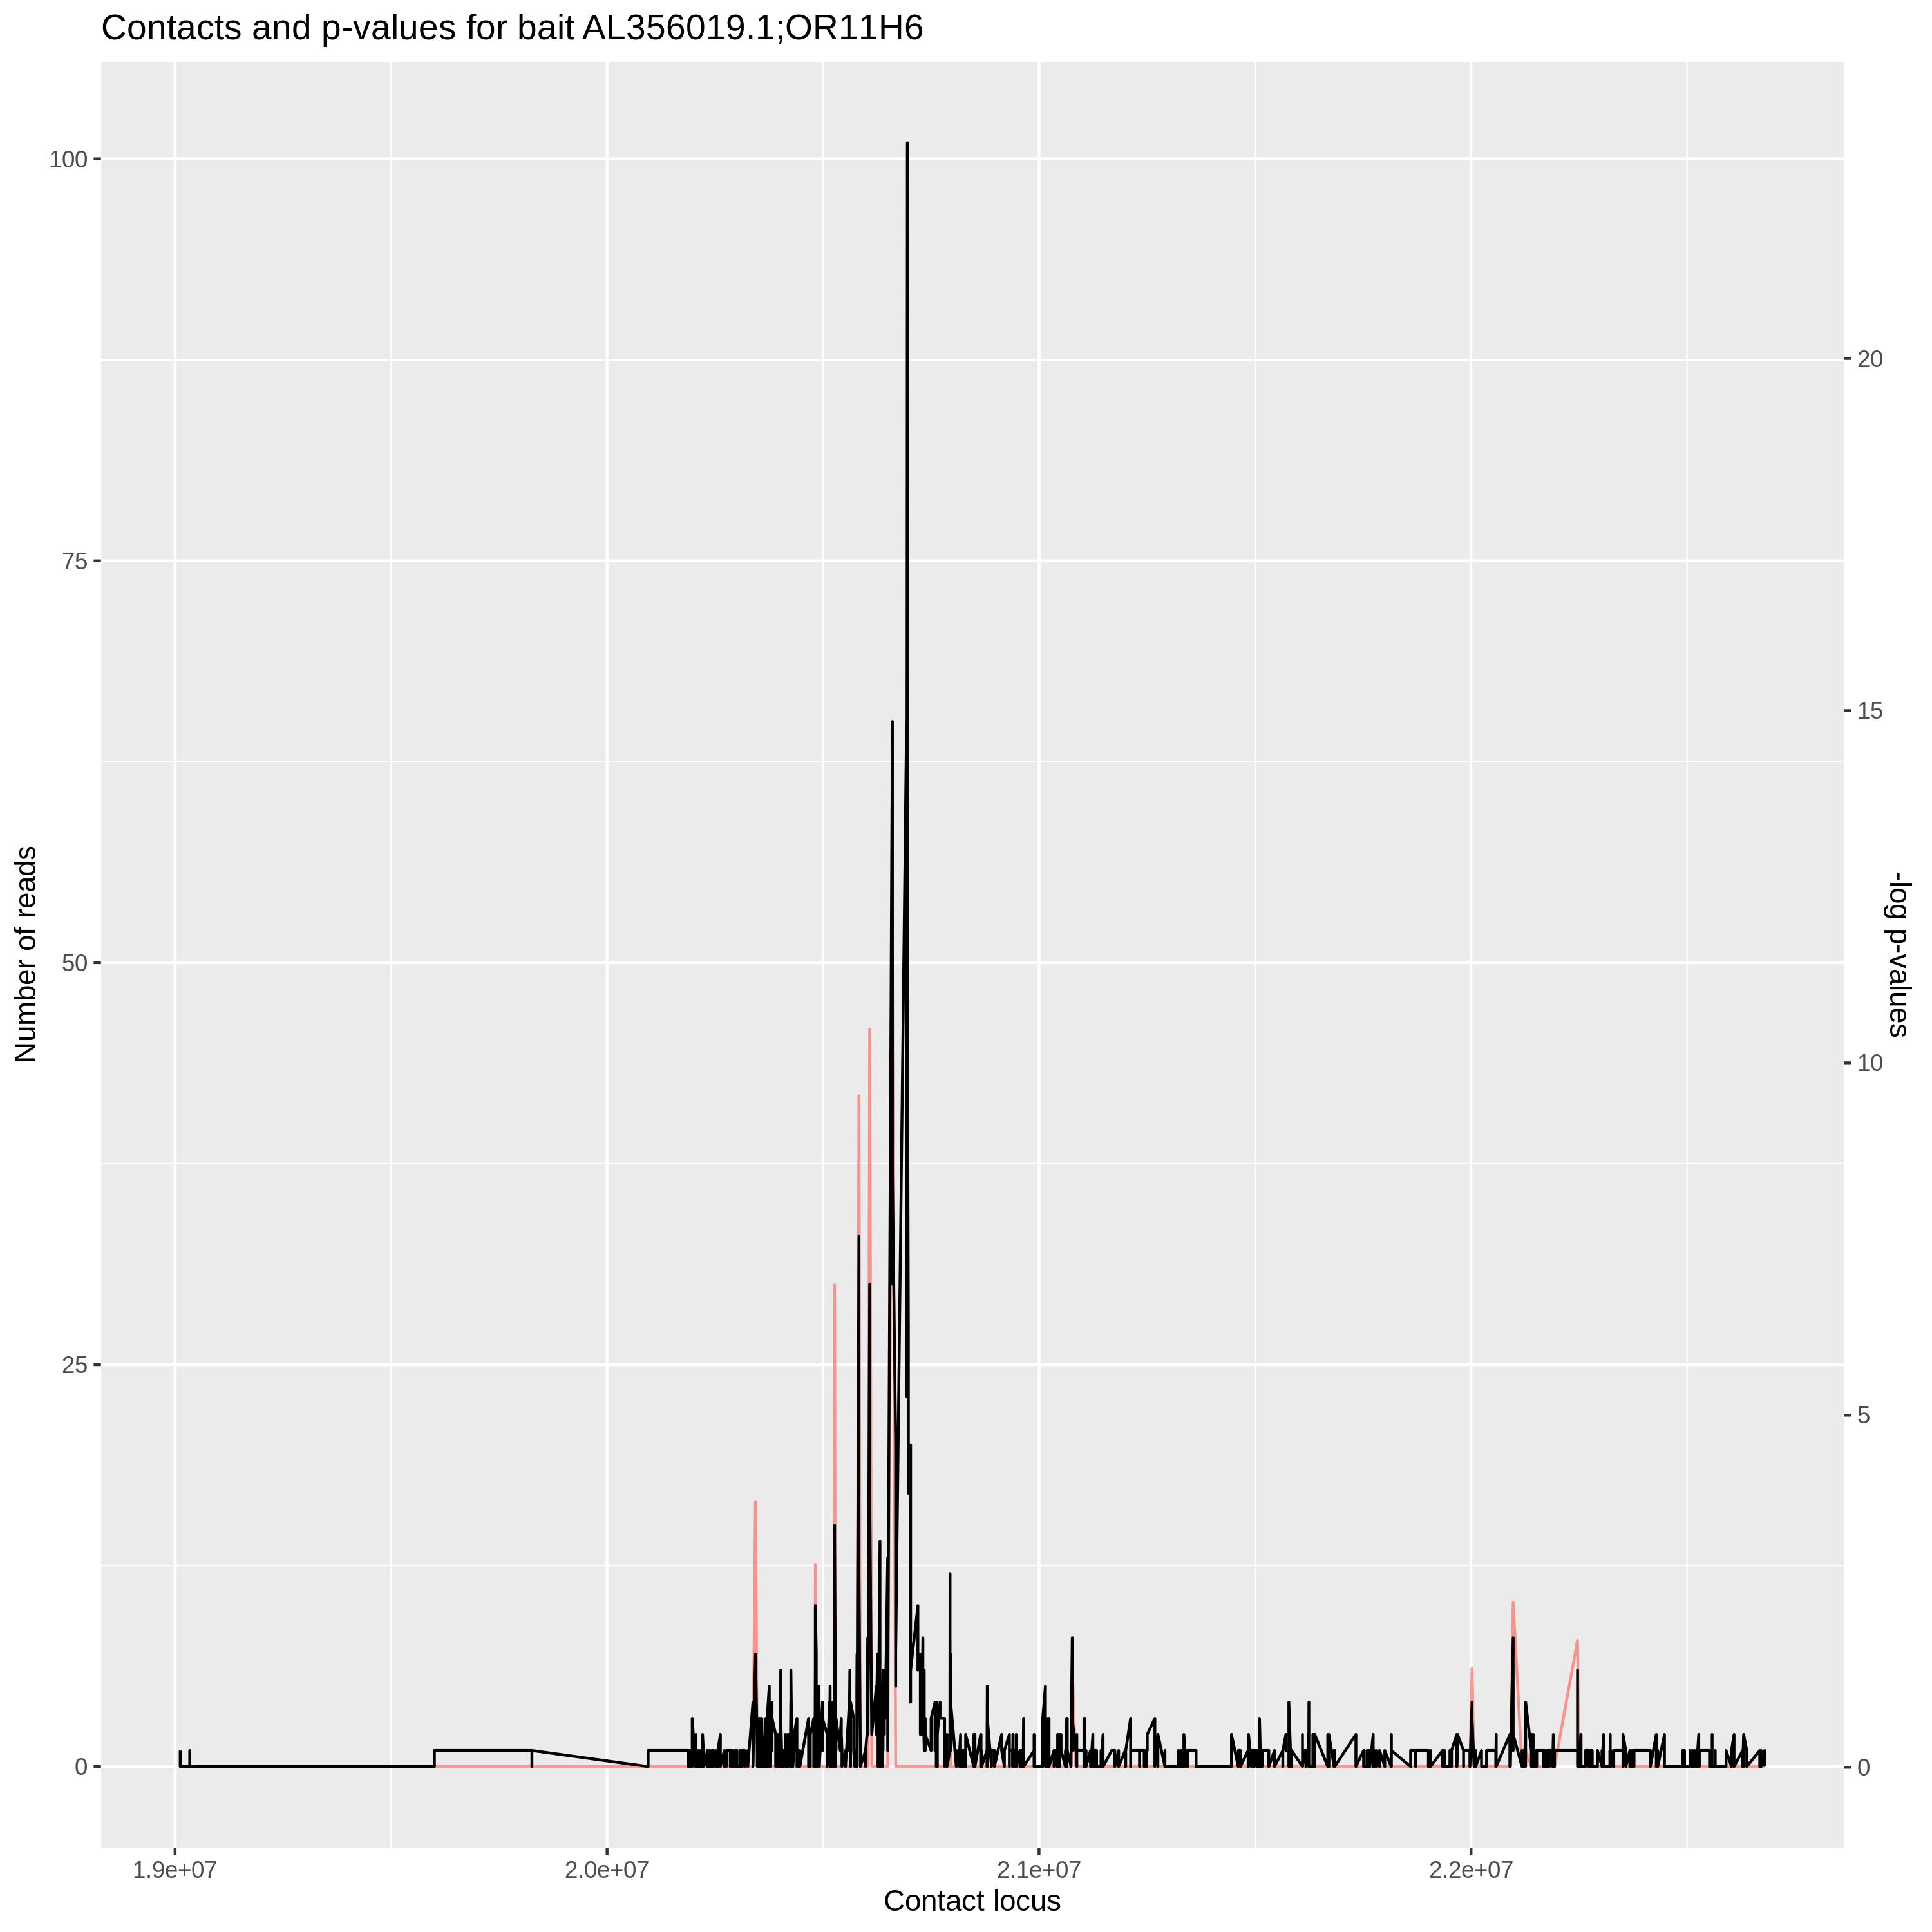 Contacts and p-values for bait AL356019.1;OR11H6
100
75
50
25
0
Number of reads
20
15
10
5
0
-log p-values
1.9e+07
2.0e+07
2.1e+07
2.2e+07
Contact locus